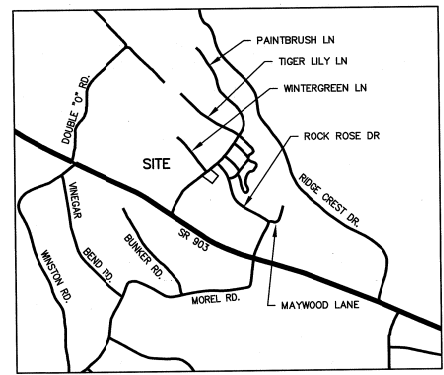 PAINTBRUSH LN
TIGER LILY LN
WINTERGREEN LN
DOUBLE "O" RD.
ROCK ROSE DR
SITE
RIDGE CREST DR.
VINEGAR
BEND RD.
BUNKER RD.
SR 903
WINSTON RD.
MOREL RD.
MAYWOOD LANE